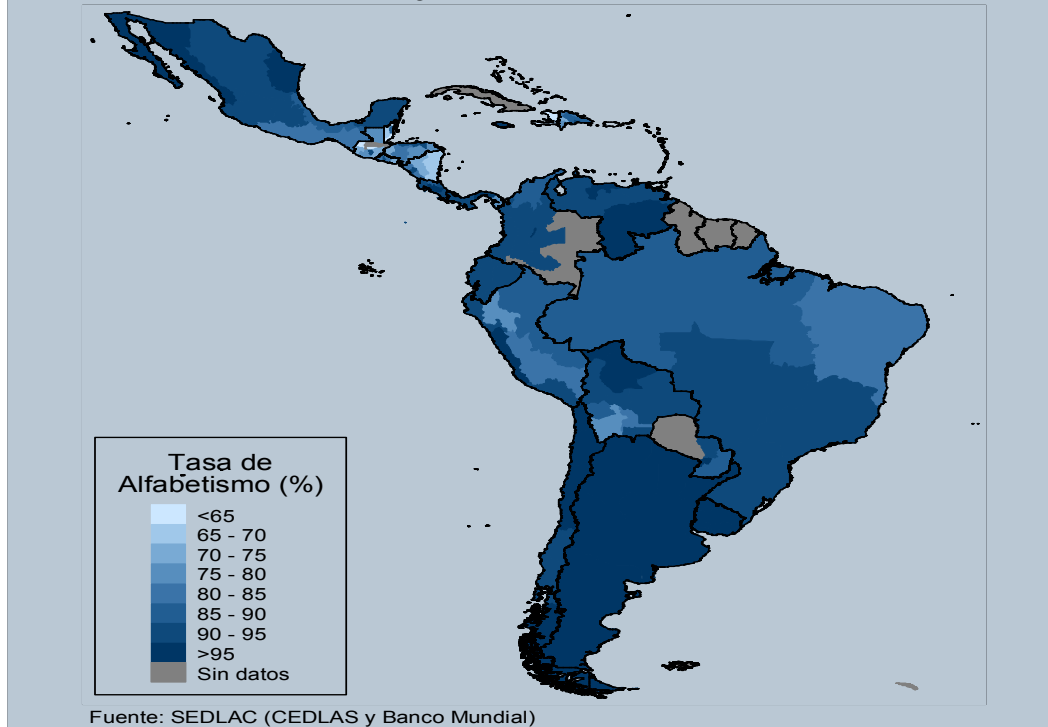 Tasa de
Alfabetismo (%)
<65
65 - 70
70 - 75
75 - 80
80 - 85
85 - 90
90 - 95
>95
Sin datos
Fuente: SEDLAC (CEDLAS y Banco Mundial)